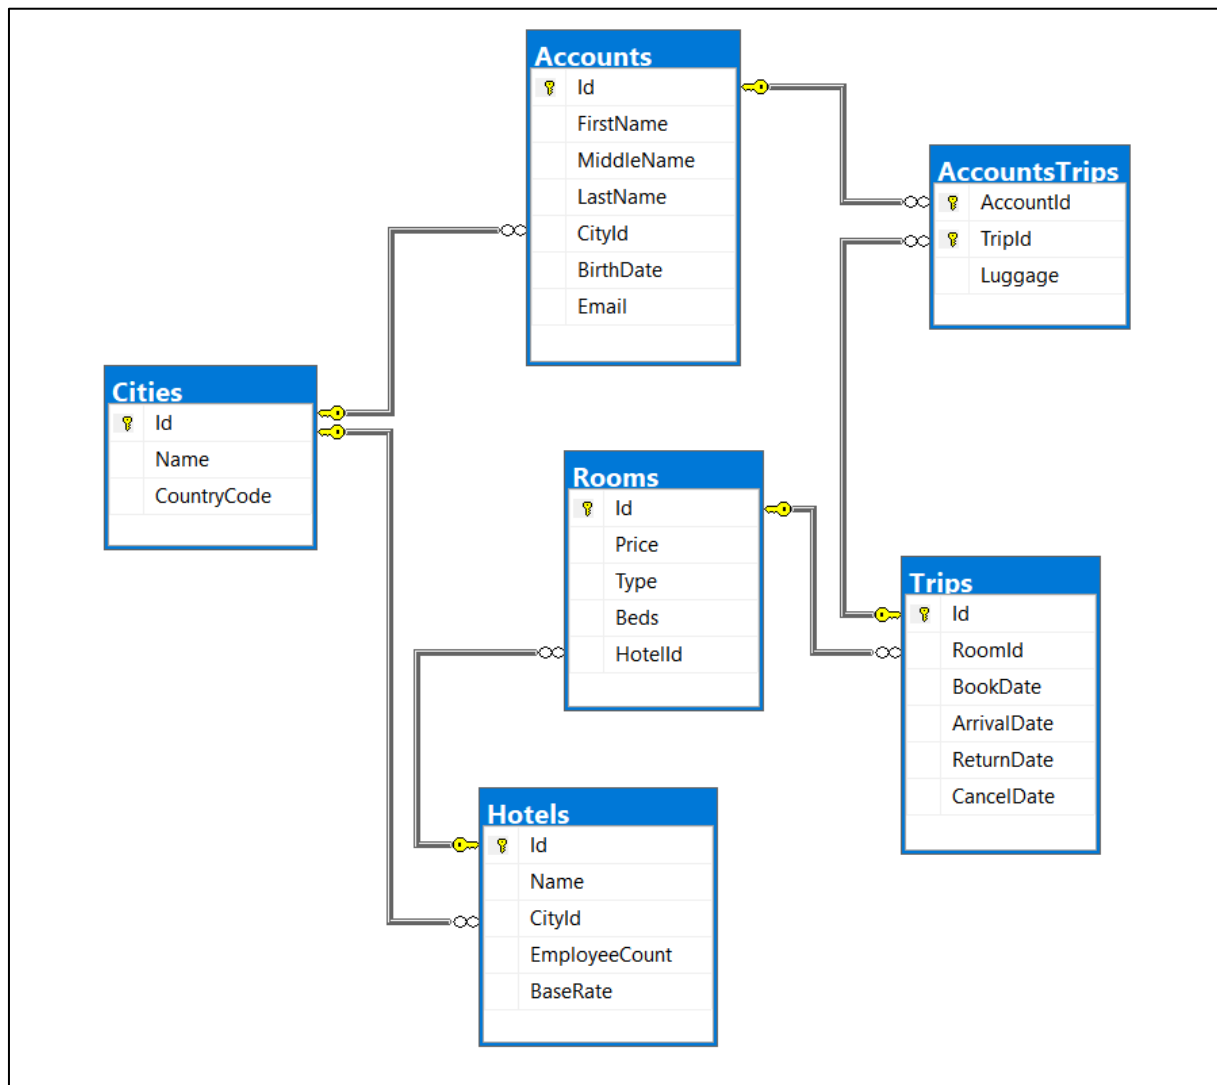 Accounts
Id
FirstName
MiddleName
LastName
CityId
BirthDate
Email
AccountsTrips
AccountId
TripId
Luggage
Cities
Id
Name
CountryCode
Rooms
Id
Price
Type
Beds
HotelId
Trips
Id
RoomId
BookDate
ArrivalDate
ReturnDate
CancelDate
Hotels
Id
Name
CityId
EmployeeCount
BaseRate